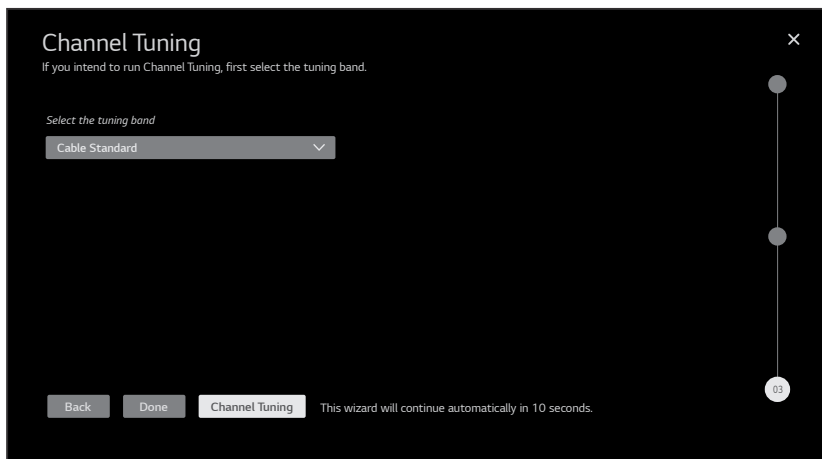 Channel Tuning
If you intend to run Channel Tuning, first select the tuning band.
Select the tuning band
Cable Standard
03
Back
Done
Channel Tuning
This wizard will continue automatically in 10 seconds.